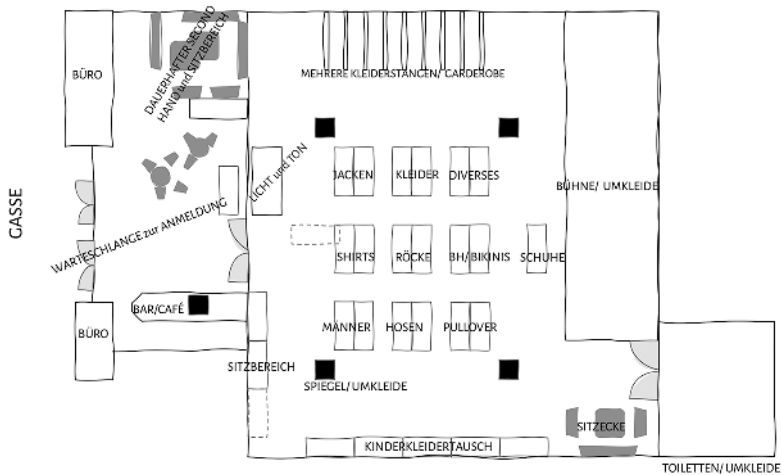 BÜRO
DAUERHAFTER SECOND
HAND und SITZBEREICH
MEHRERE KLEIDERSTANGEN/ GARDEROBE
GASSE
LICHT und TON
JACKEN
KLEIDER
DIVERSES
BÜHNE/ UMKLEIDE
WARTESCHLANGE zur ANMELDUNG
SHIRTS
RÖCKE
BH/BIKINIS
SCHUHE
BAR/CAFÉ
BÜRO
MÄNNER
HOSEN
PULLOVER
SITZBEREICH
SPIEGEL/UMKLEIDE
SITZECKE
KINDERKLEIDERTAUSCH
TOILETTEN/ UMKLEIDE